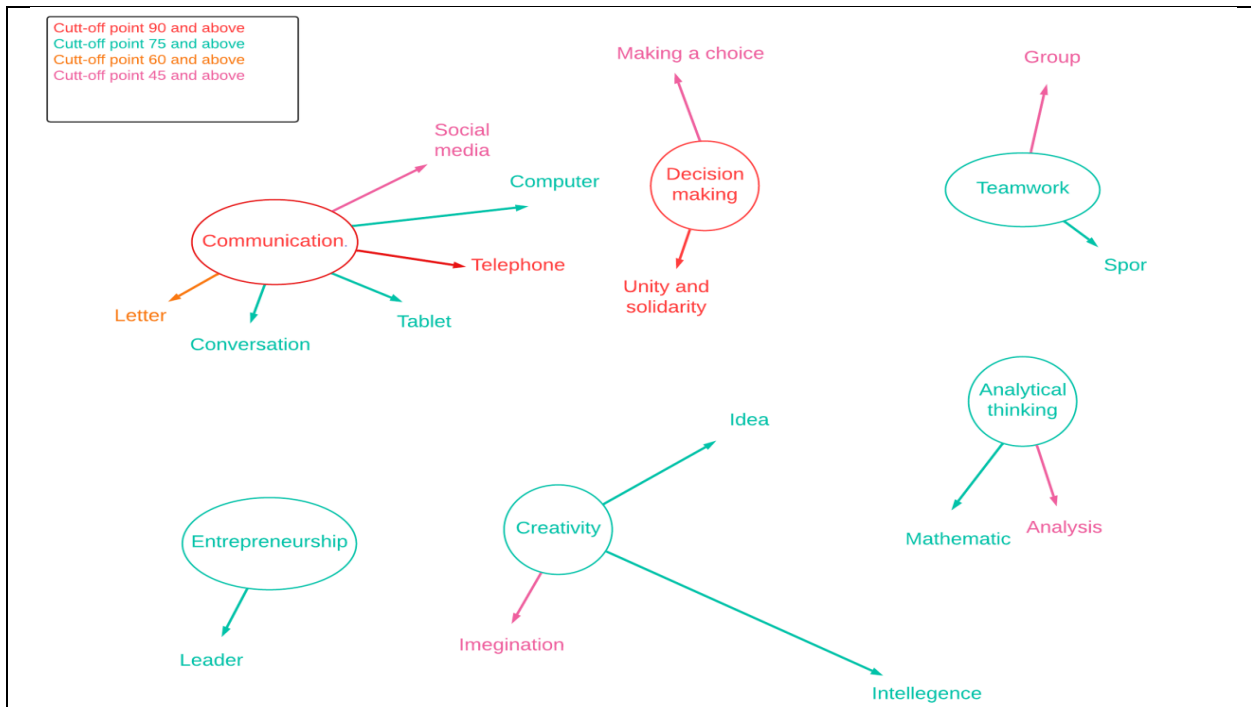 Cutt-off point 90 and above
Cutt-off point 75 and above
Cutt-off point 60 and above
Cutt-off point 45 and above
Making a choice
Group
Social
media
Computer
Decision
making
Teamwork
Communication.
Telephone
Spor
Unity and
solidarity
Letter
Tablet
Conversation
Analytical
thinking
Idea
Mathematic
Analysis
Entrepreneurship
Creativity
Leader
Imegination
Intellegence